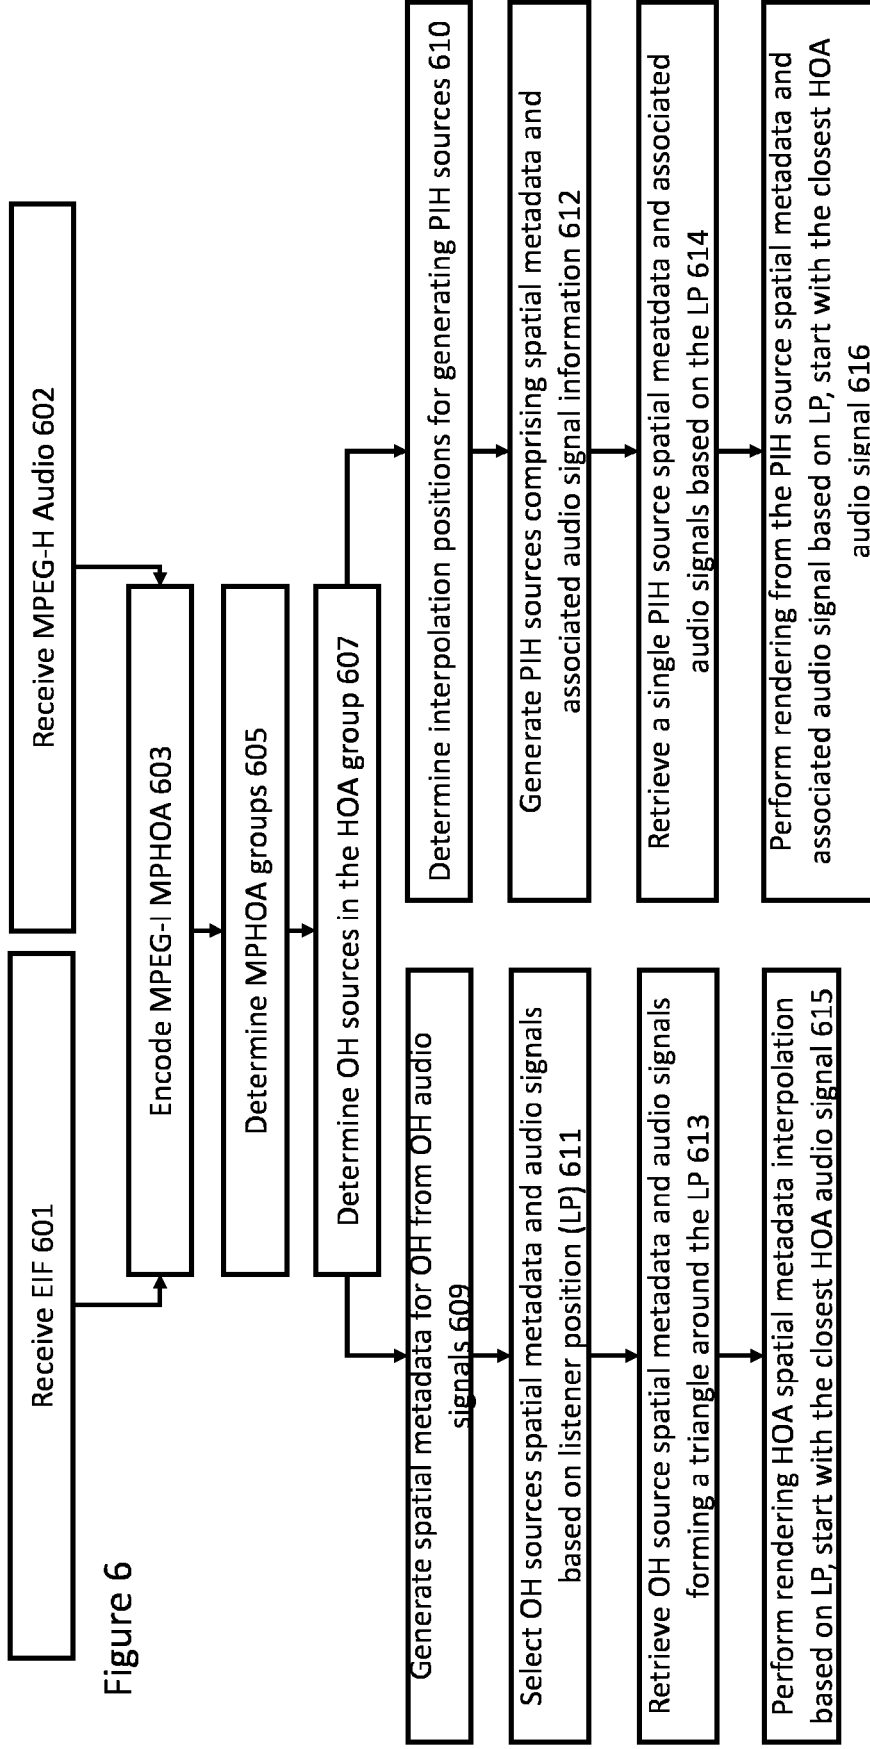 Receive EIF 601
Receive MPEG-H Audio 602
Encode MPEG-I MPHOA 603
Determine MPHOA groups 605
Determine OH sources in the HOA group 607
Generate spatial metadata for OH from OH audio
signals 609
Select OH sources spatial metadata and audio signals
based on listener position (LP) 611
Retrieve OH source spatial metadata and audio signals
forming a triangle around the LP 613
Perform rendering HOA spatial metadata interpolation
based on LP, start with the closest HOA audio signal 615
Determine interpolation positions for generating PIH sources 610
Generate PIH sources comprising spatial metadata and
associated audio signal information 612
Retrieve a single PIH source spatial meatdata and associated
audio signals based on the LP 614
Perform rendering from the PIH source spatial metadata and
associated audio signal based on LP, start with the closest HOA
audio signal 616
Figure 6